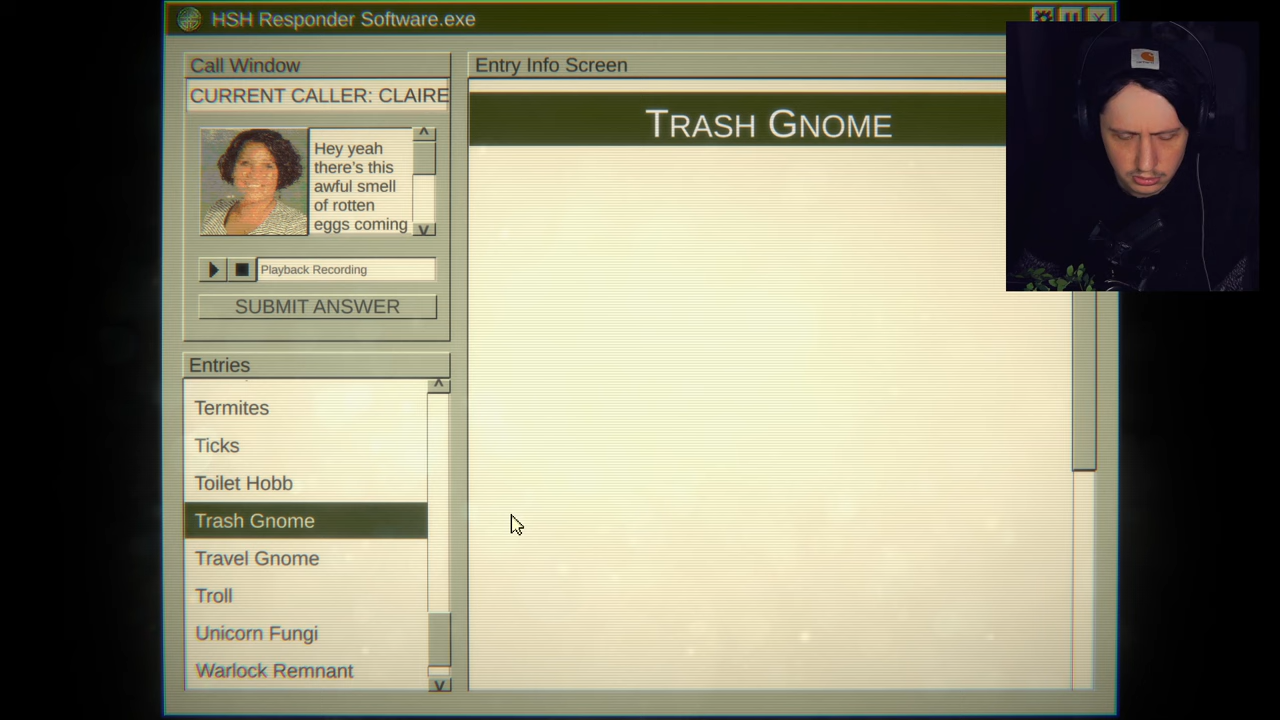 HSH Responder Software.exe
Call Window
CURRENT CALLER: CLAIRE
Hey yeah
there's this
awful smell
of rotten
eggs coming
Playback Recording
SUBMIT ANSWER
Entries
Termites
Ticks
Toilet Hobb
Trash Gnome
Travel Gnome
Troll
Unicorn Fungi
Warlock Remnant
Entry Info Screen
TRASH GNOME